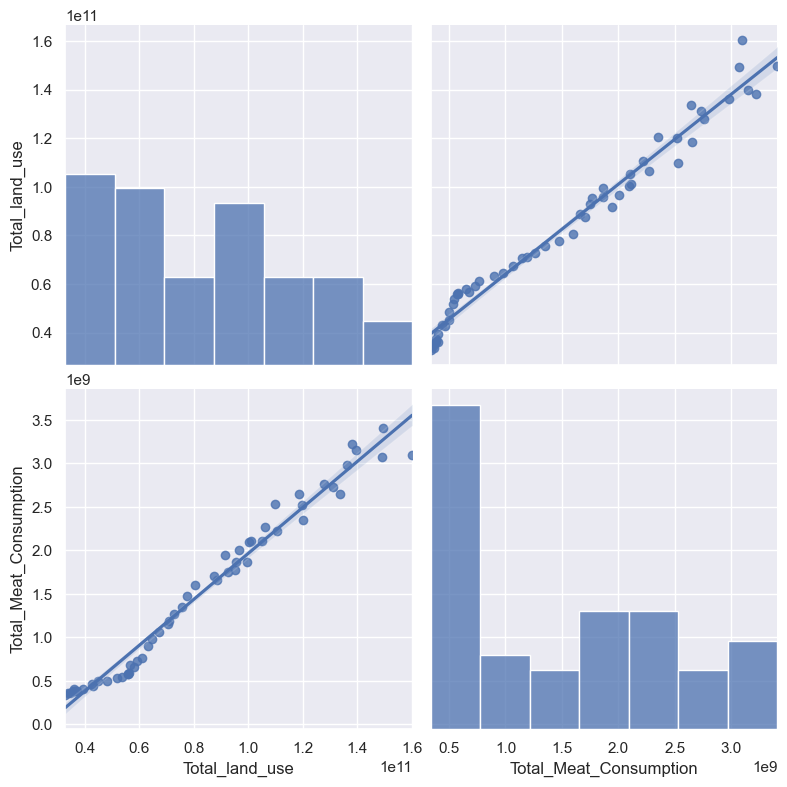 1e11
1.6
1.4
1.2
1.0
0.8
0.6
0.4
Total_land_use
1e9
3.5
3.0
2.5
2.0
1.5
1.0
0.5
0.0
Total_Meat_Consumption
0.4 0.6 0.8 1.0 1.2 1.4 1.6
Total_land_use 1e11
0.5 1.0 1.5 2.0 2.5 3.0
Total_Meat_Consumption 1e9